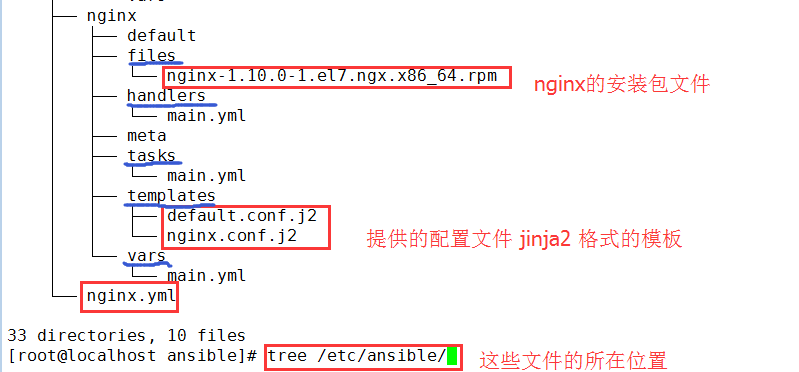 nginx
default
files
nginx-1.10.0-1.el7.ngx.x86_64.rpm
nginx的安装包文件
handlers
main.yml
meta
tasks
main.yml
templates
default.conf.j2
nginx.conf.j2
提供的配置文件 jinja2 格式的模板
vars
main.yml
nginx.yml
33 directories, 10 files
[root@localhost ansible]# tree /etc/ansible/
这些文件的所在位置